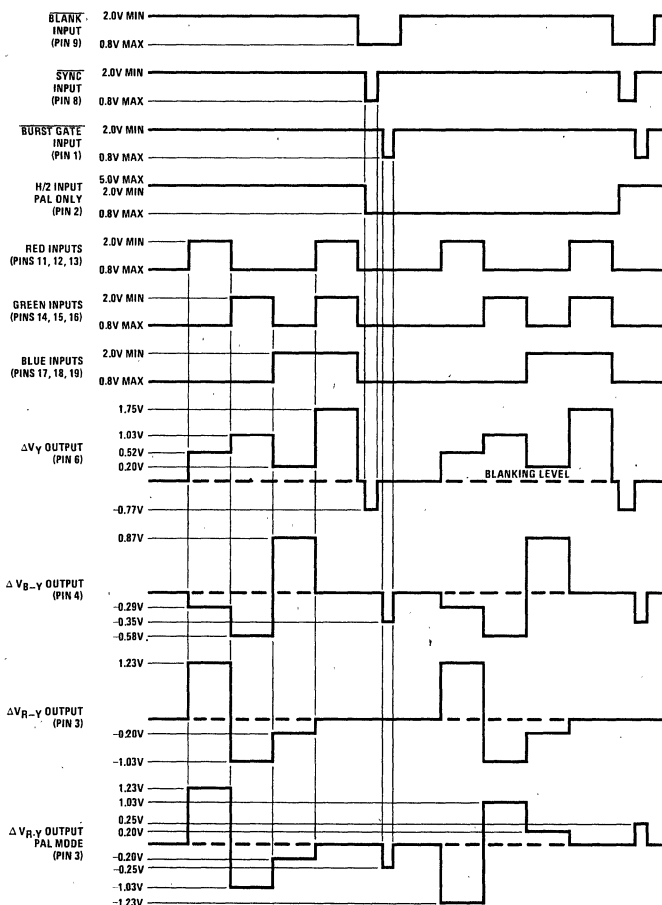 BLANK 2.0V MIN
INPUT
(PIN 9) 0.8V MAX
SYNC 2.0V MIN
INPUT
(PIN 8) 0.8V MAX
BURST GATE 2.0V MIN
INPUT
(PIN 1) 0.8V MAX
5.0V MAX
H/2 INPUT 2.0V MIN
PAL ONLY
(PIN 2) 0.8V MAX
RED INPUTS 2.0V MIN
(PINS 11, 12, 13) 0.8V MAX
GREEN INPUTS 2.0V MIN
(PINS 14, 15, 16) 0.8V MAX
BLUE INPUTS 2.0V MIN
(PINS 17, 18, 19) 0.8V MAX
1.75V
1.03V
ΔVY OUTPUT 0.52V
(PIN 6) 0.20V
BLANKING LEVEL
−0.77V
0.87V
Δ VB−Y OUTPUT
(PIN 4) −0.29V
−0.35V
−0.58V
1.23V
ΔVR−Y OUTPUT
(PIN 3) −0.20V
−1.03V
1.23V
1.03V
0.25V
Δ VR-Y OUTPUT 0.20V
PAL MODE
(PIN 3) −0.20V
−0.25V
−1.03V
−1.23V